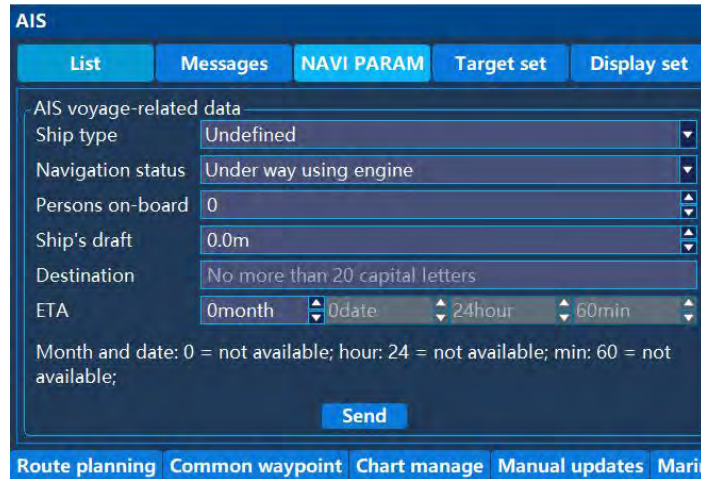 AIS
List Messages NAVI PARAM Target set Display set
AIS voyage-related data
Ship type Undefined
Navigation status Under way using engine
Persons on-board 0
Ship's draft 0.0m
Destination No more than 20 capital letters
ETA 0month 0date 24hour 60min
Month and date: 0 = not available; hour: 24 = not available; min: 60 = not
available;
Send
Route planning Common waypoint Chart manage Manual updates Mari